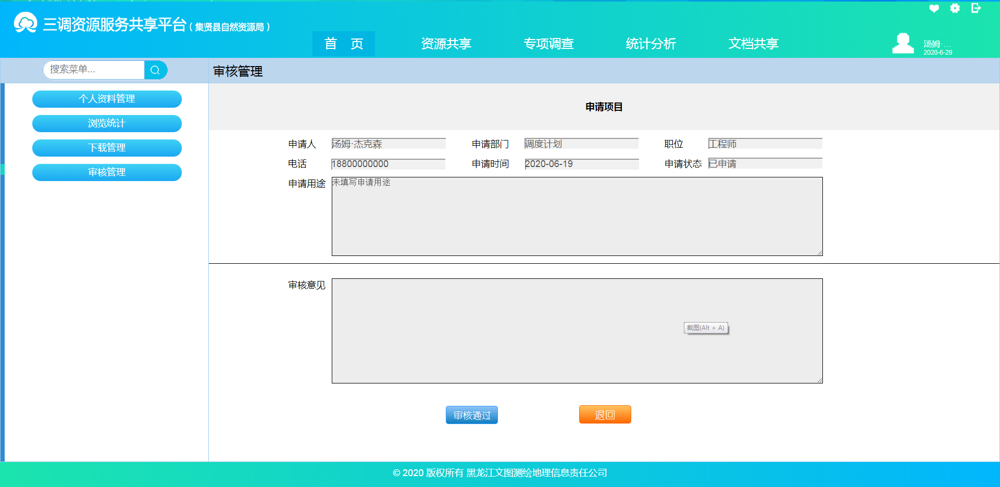 三调资源服务共享平台（集贤县自然资源局）
首 页 资源共享 专项调查 统计分析 文档共享
汤姆·...
2020-6-29
搜索菜单...
审核管理
个人资料管理
浏览统计
下载管理
审核管理
申请项目
申请人 汤姆·杰克森 申请部门 调度计划 职位 工程师
电话 18800000000 申请时间 2020-06-19 申请状态 已申请
申请用途 未填写申请用途
审核意见
截图(Alt + A)
审核通过 退回
© 2020 版权所有 黑龙江文图测绘地理信息责任公司